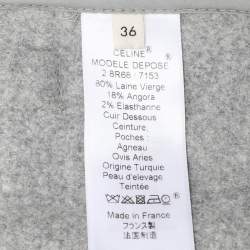 36
CELINE®
MODELE DEPOSE®
2 8R68 : 7153
80% Laine Vierge
18% Angora
2% Elasthanne
Cuir Dessous
Ceinture,
Poches :
Agneau
Ovis Aries
Origine Turquie
Peau d'elevage
Teintée
Made in France
フランス製
法国制造